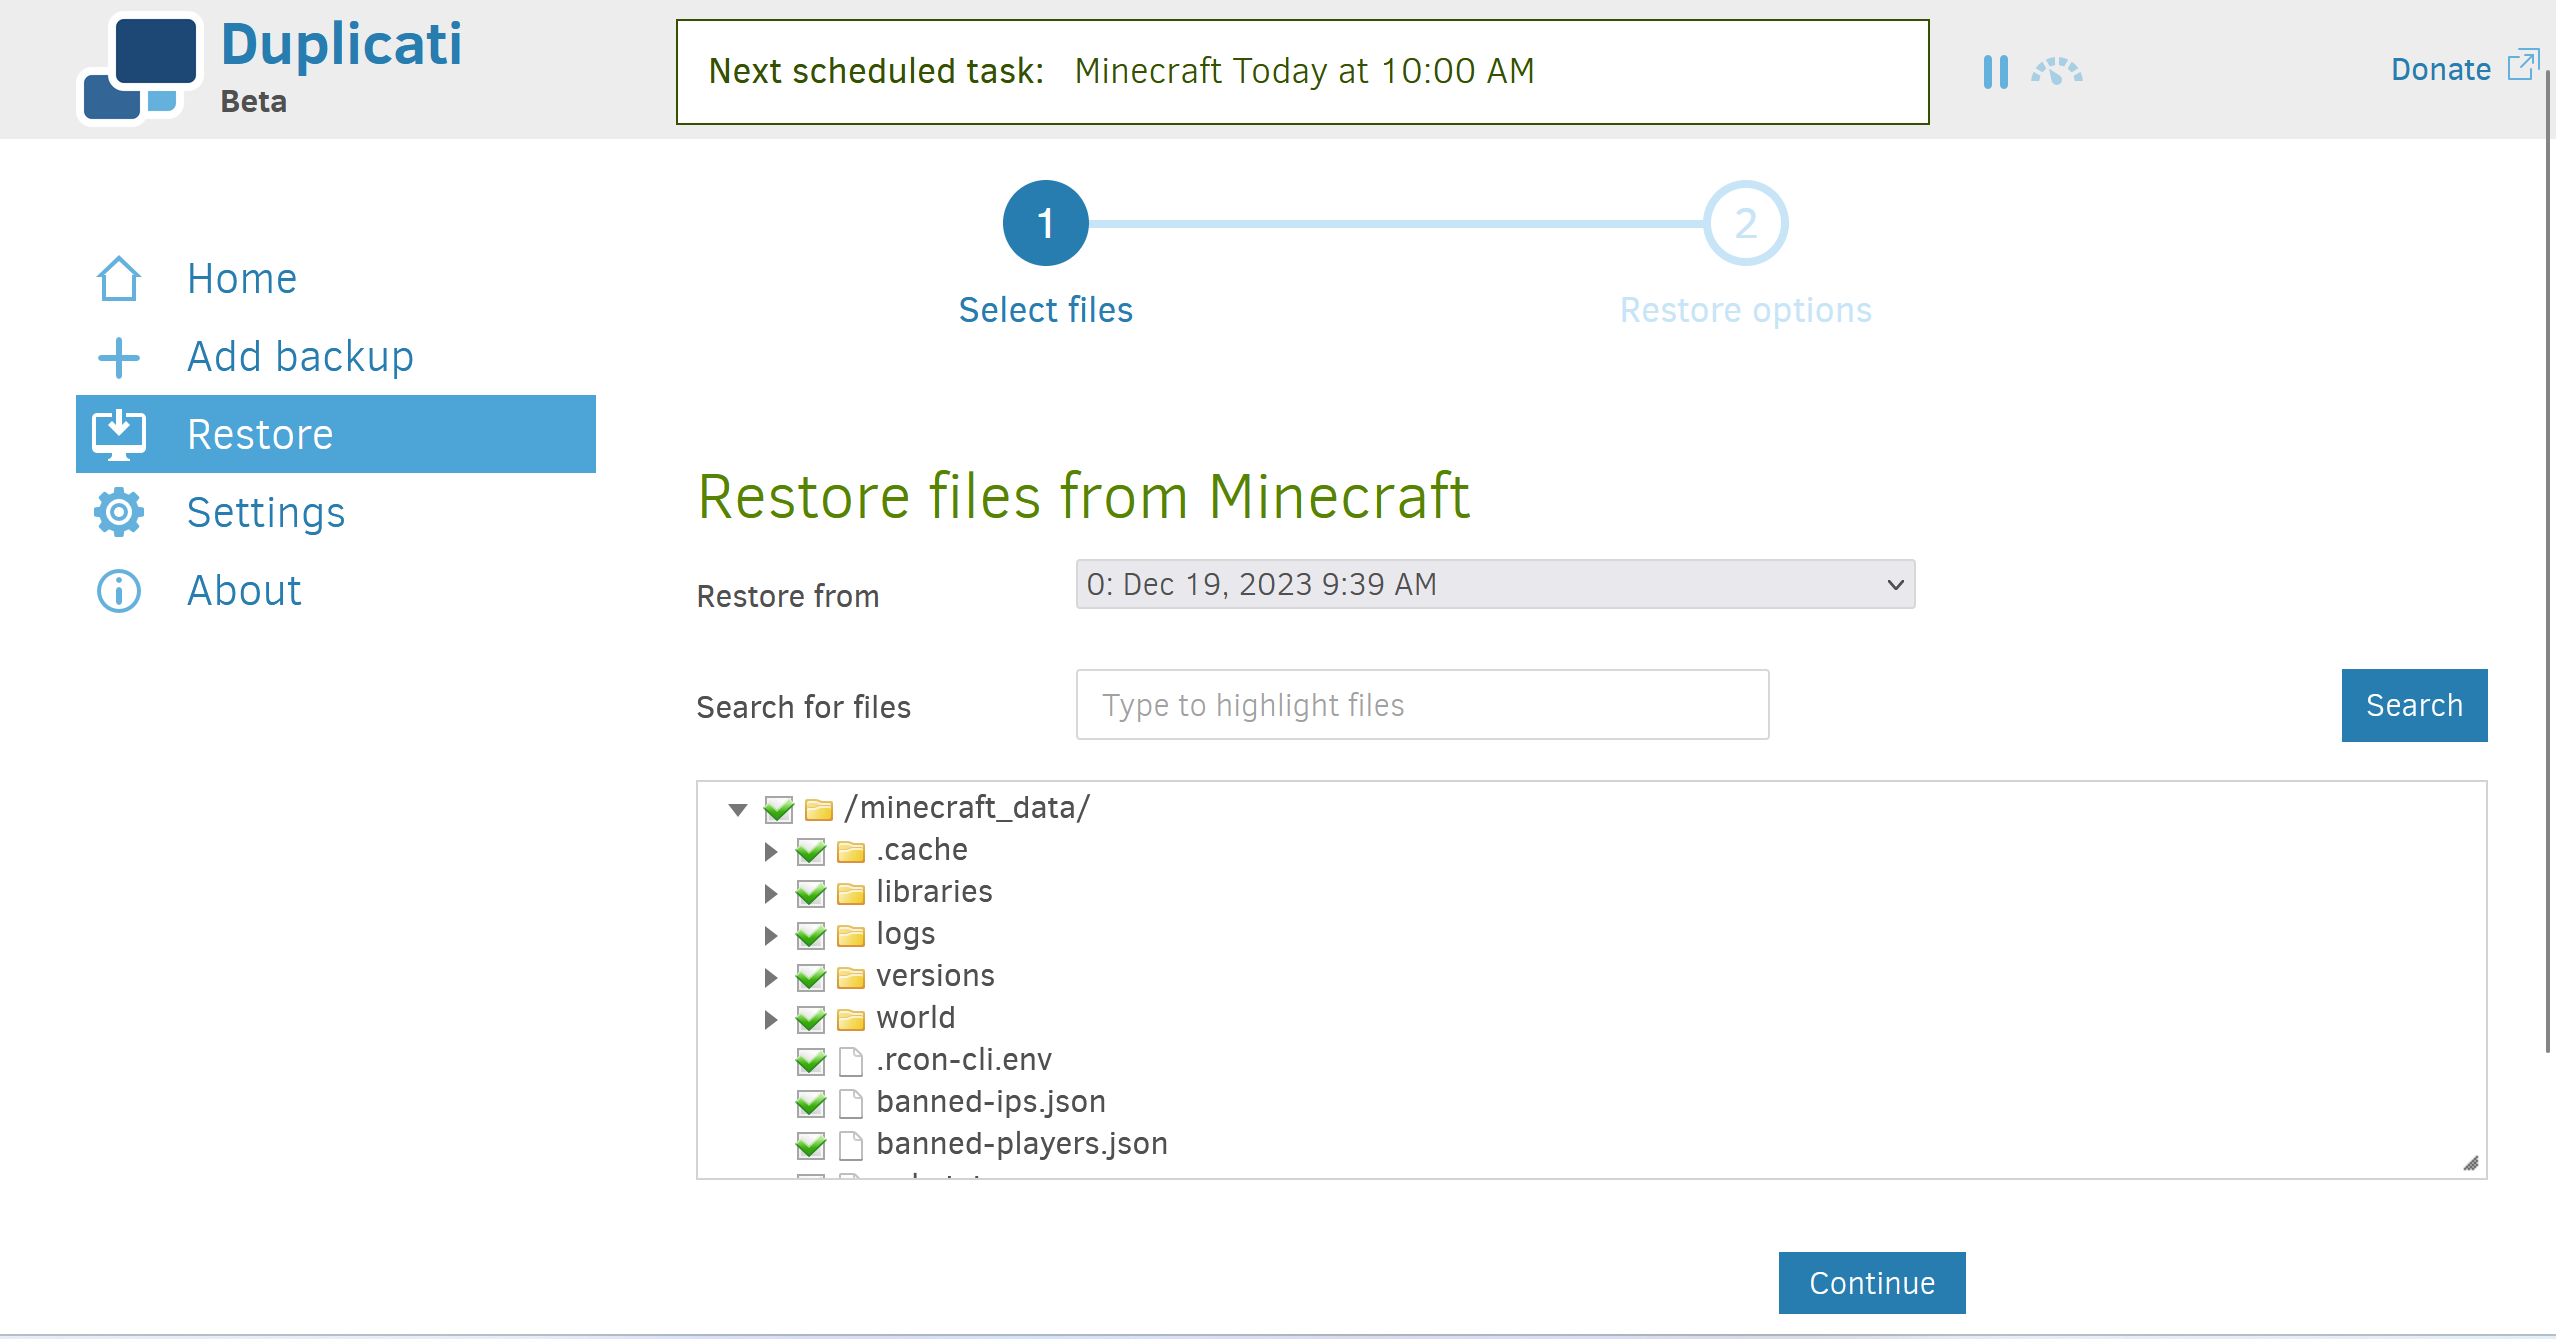 Duplicati
Beta
Next scheduled task: Minecraft Today at 10:00 AM
Donate
1
2
Select files
Restore options
Home
Add backup
Restore
Settings
About
Restore files from Minecraft
Restore from
0: Dec 19, 2023 9:39 AM
Search for files
Type to highlight files
Search
/minecraft_data/
.cache
libraries
logs
versions
world
.rcon-cli.env
banned-ips.json
banned-players.json
Continue